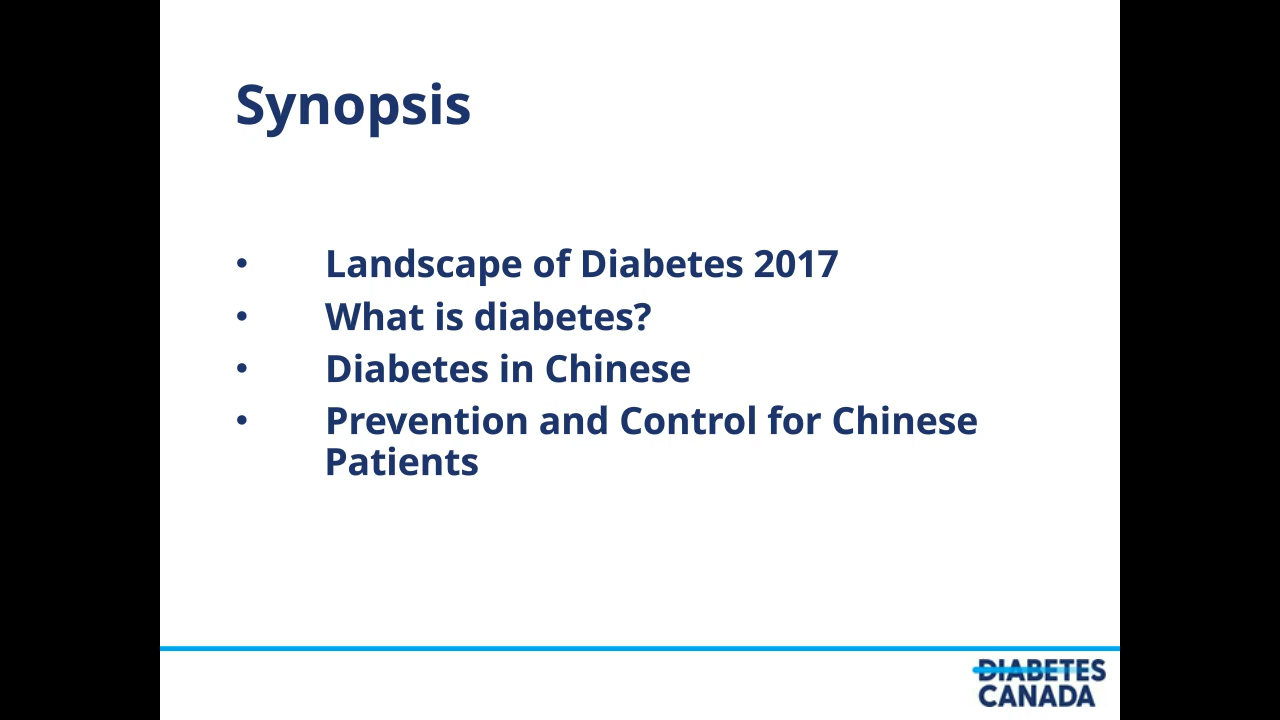 Synopsis
• Landscape of Diabetes 2017
• What is diabetes?
• Diabetes in Chinese
• Prevention and Control for Chinese
Patients
DIABETES
CANADA